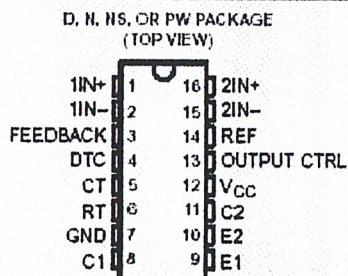 D, N, NS, OR PW PACKAGE
(TOP VIEW)
1IN+ 1 16 2IN+
1IN− 2 15 2IN−
FEEDBACK 3 14 REF
DTC 4 13 OUTPUT CTRL
CT 5 12 VCC
RT 6 11 C2
GND 7 10 E2
C1 8 9 E1